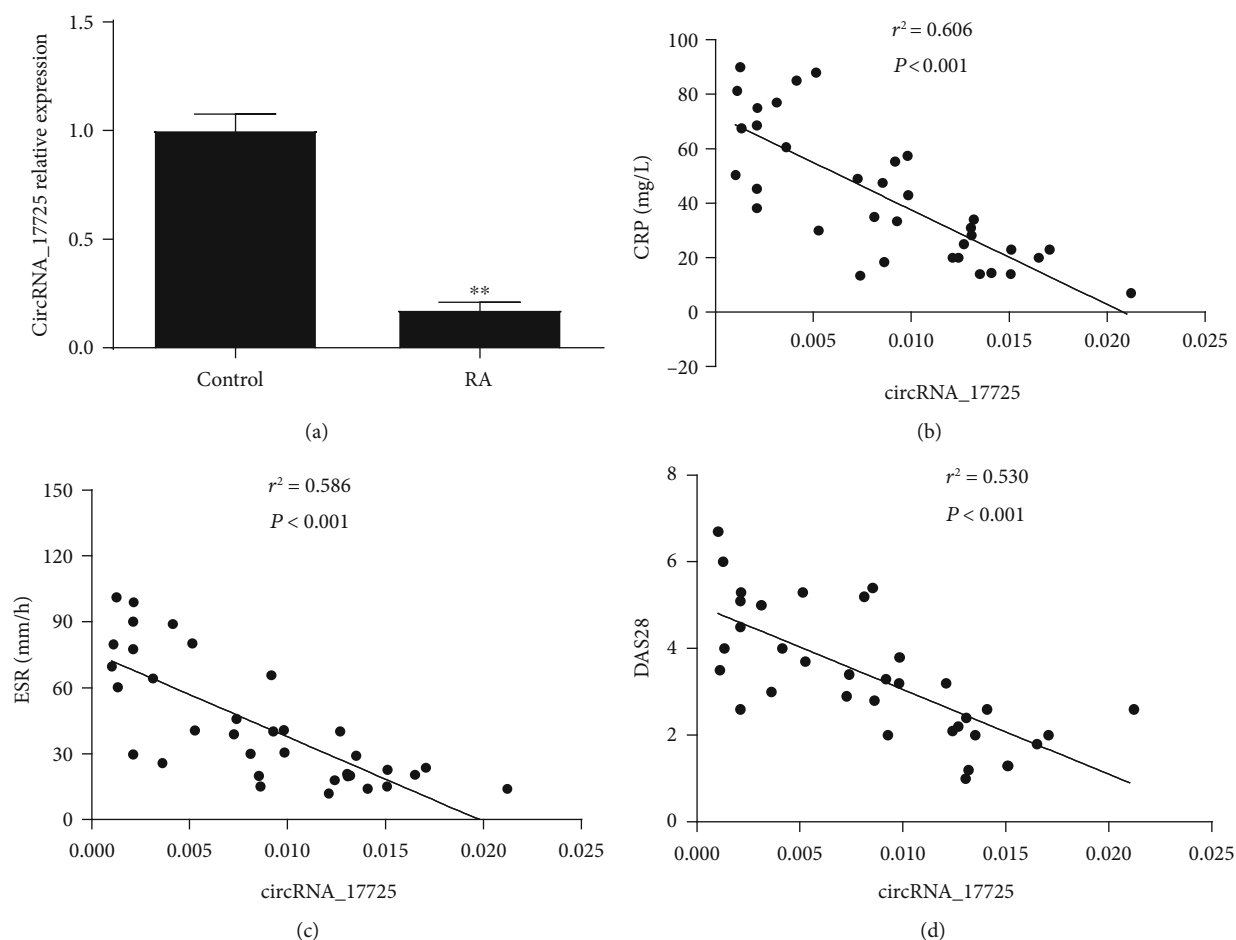 CircRNA_17725 relative expression
1.5
1.0
0.5
0.0
**
Control
RA
(a)
r² = 0.606
P < 0.001
CRP (mg/L)
100
80
60
40
20
0
–20
0.005
0.010
0.015
0.020
0.025
circRNA_17725
(b)
r² = 0.586
P < 0.001
ESR (mm/h)
150
120
90
60
30
0
0.000
0.005
0.010
0.015
0.020
0.025
circRNA_17725
(c)
r² = 0.530
P < 0.001
DAS28
8
6
4
2
0
0.000
0.005
0.010
0.015
0.020
0.025
circRNA_17725
(d)